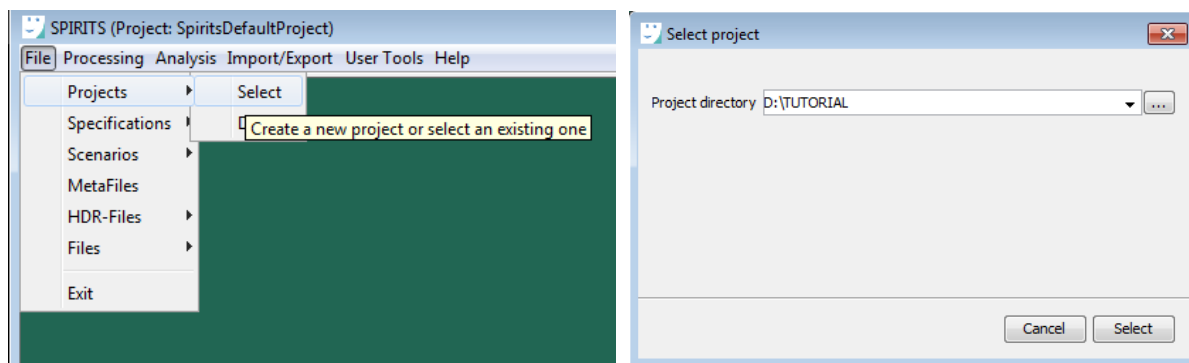 SPIRITS (Project: SpiritsDefaultProject)
File Processing Analysis Import/Export User Tools Help
Projects
Select
Specifications
Create a new project or select an existing one
Scenarios
MetaFiles
HDR-Files
Files
Exit
Select project
Project directory D:\TUTORIAL
...
Cancel Select